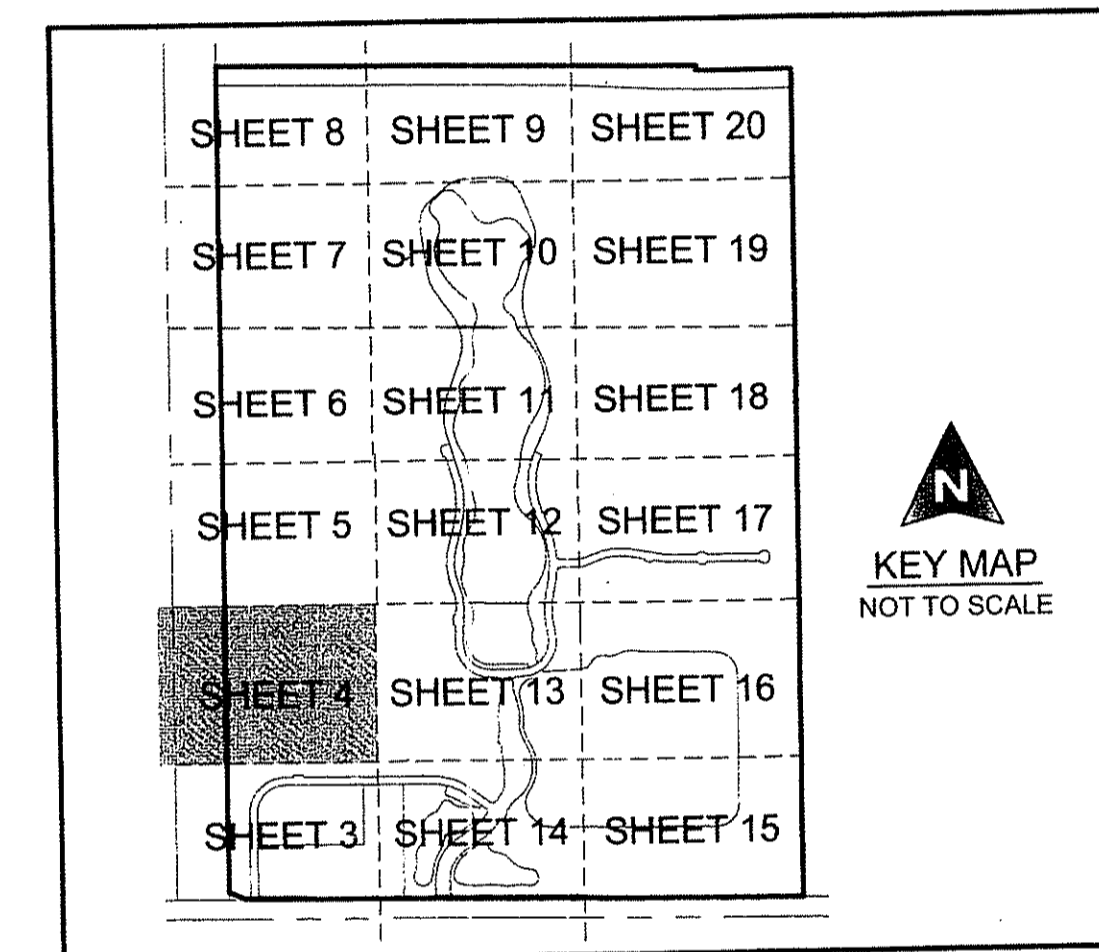 SHEET 8 SHEET 9 SHEET 20
SHEET 7 SHEET 10 SHEET 19
SHEET 6 SHEET 11 SHEET 18
SHEET 5 SHEET 12 SHEET 17
SHEET 4 SHEET 13 SHEET 16
SHEET 3 SHEET 14 SHEET 15
N
KEY MAP
NOT TO SCALE